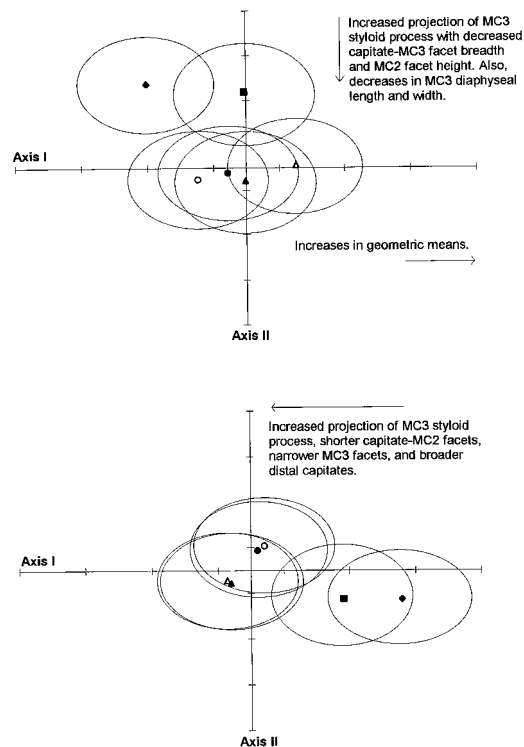 Increased projection of MC3
styloid process with decreased
capitate-MC3 facet breadth
and MC2 facet height. Also,
decreases in MC3 diaphyseal
length and width.
Axis I
Increases in geometric means.
Axis II
Increased projection of MC3 styloid
process, shorter capitate-MC2 facets,
narrower MC3 facets, and broader
distal capitates.
Axis I
Axis II